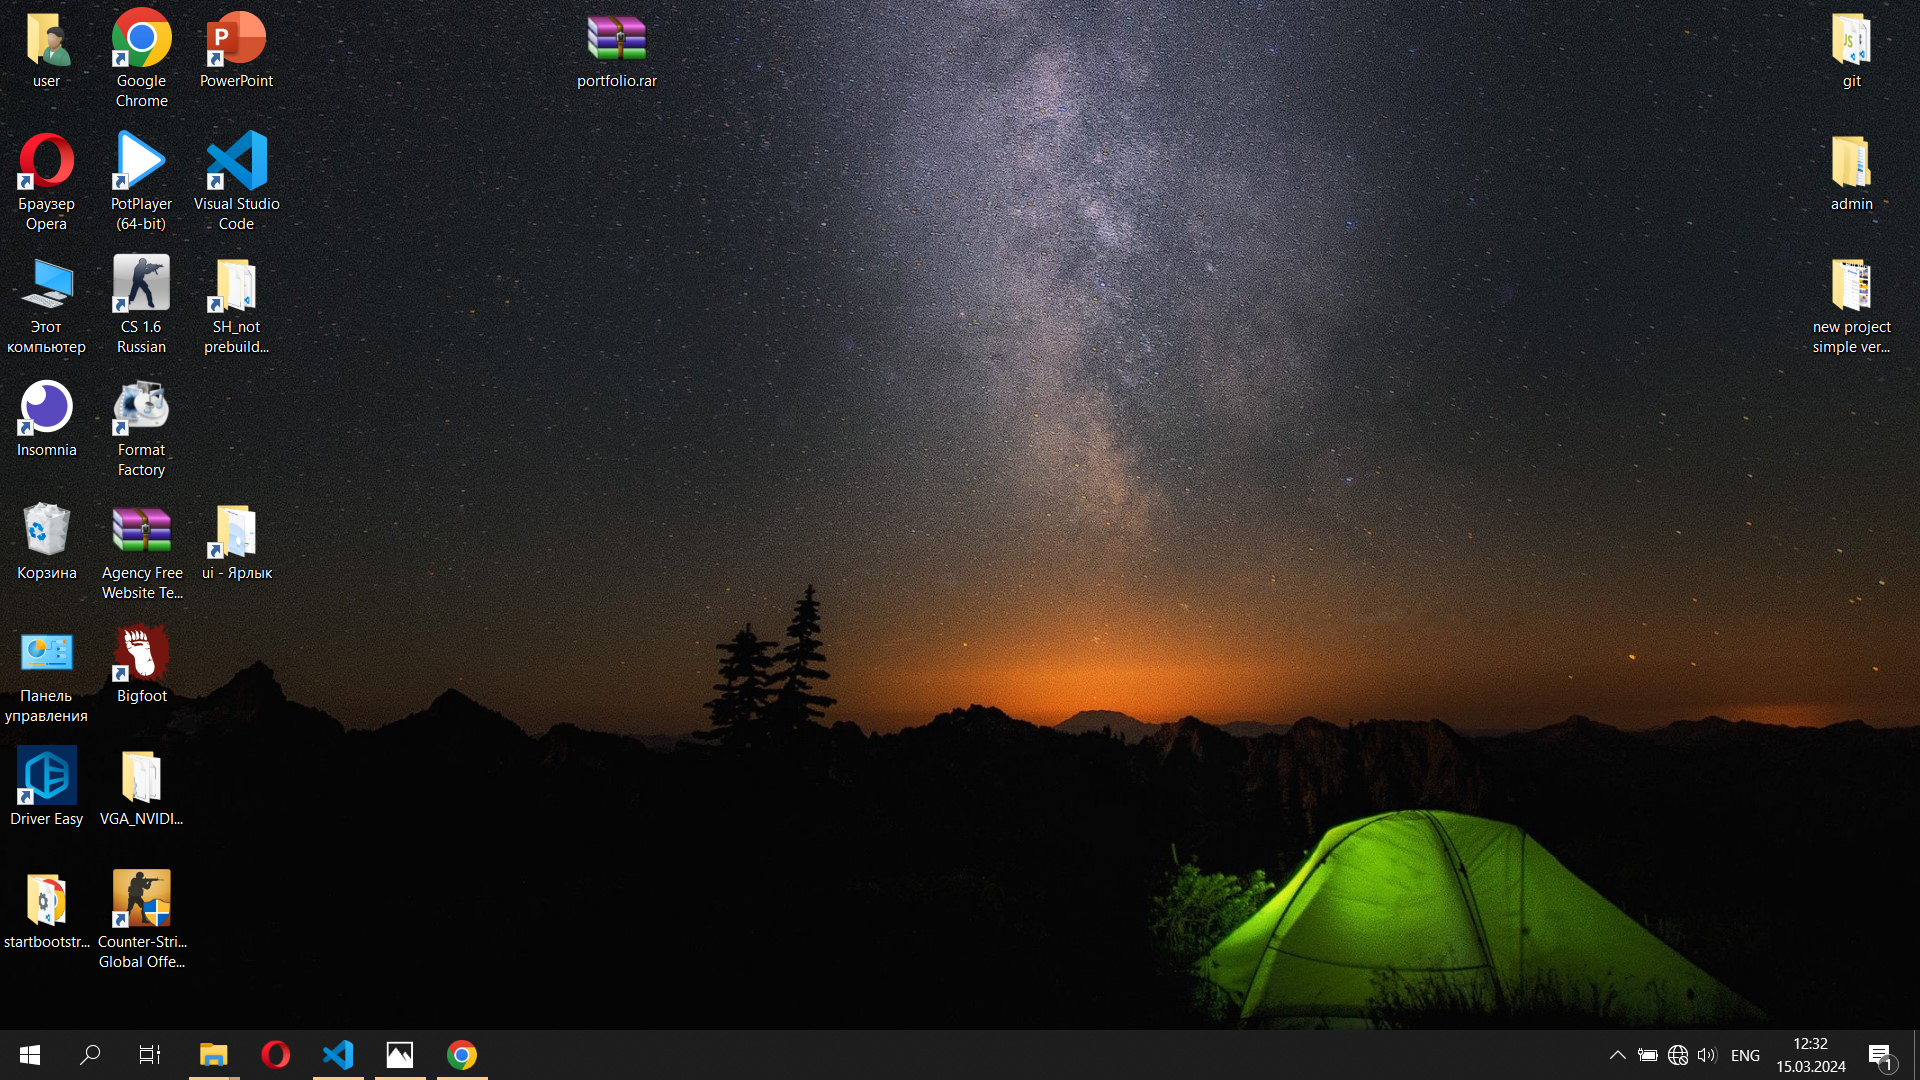 user
Google
Chrome
PowerPoint
portfolio.rar
git
Браузер
Opera
PotPlayer
(64-bit)
Visual Studio
Code
admin
Этот
компьютер
CS 1.6
Russian
SH_not
prebuild...
new project
simple ver...
Insomnia
Format
Factory
Корзина
Agency Free
Website Te...
ui - Ярлык
Панель
управления
Bigfoot
Driver Easy
VGA_NVIDI...
startbootstr...
Counter-Stri...
Global Offe...
ENG
12:32
15.03.2024
1